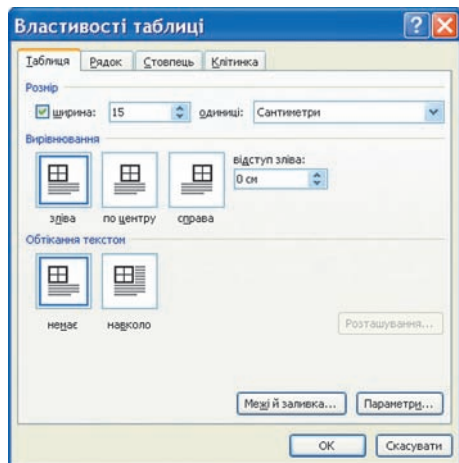 Властивості таблиці
Таблиця Рядок Стовпець Клітинка
Розмір
ширина: 15 одиниці: Сантиметри
Вирівнювання
відступ зліва:
0 см
зліва по центру справа
Обтікання текстом
немає навколо
Розташування...
Межі й заливка... Параметри...
ОК Скасувати